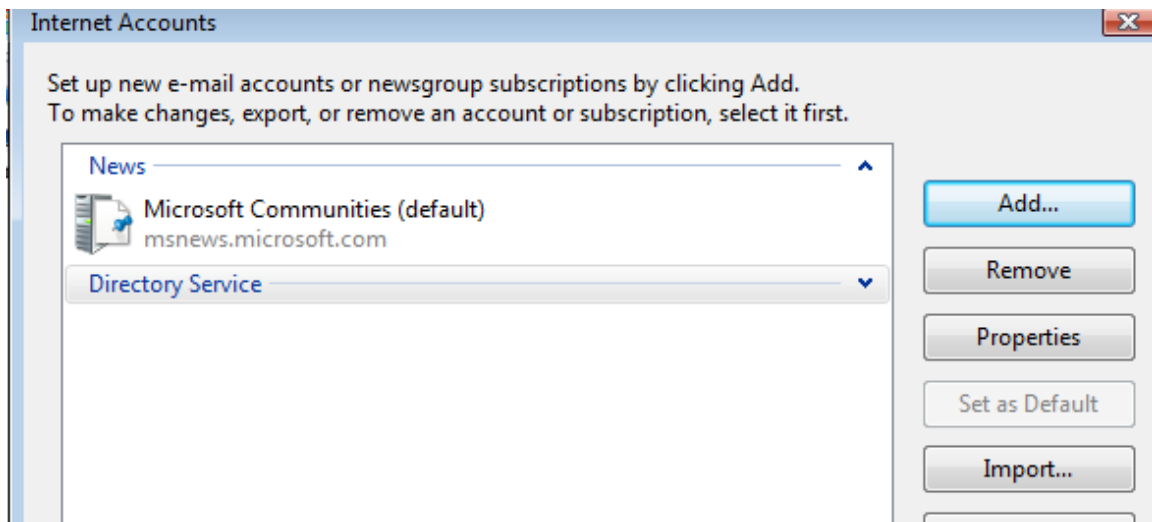 Internet Accounts
Set up new e-mail accounts or newsgroup subscriptions by clicking Add.
To make changes, export, or remove an account or subscription, select it first.
News
Microsoft Communities (default)
msnews.microsoft.com
Directory Service
Add...
Remove
Properties
Set as Default
Import...